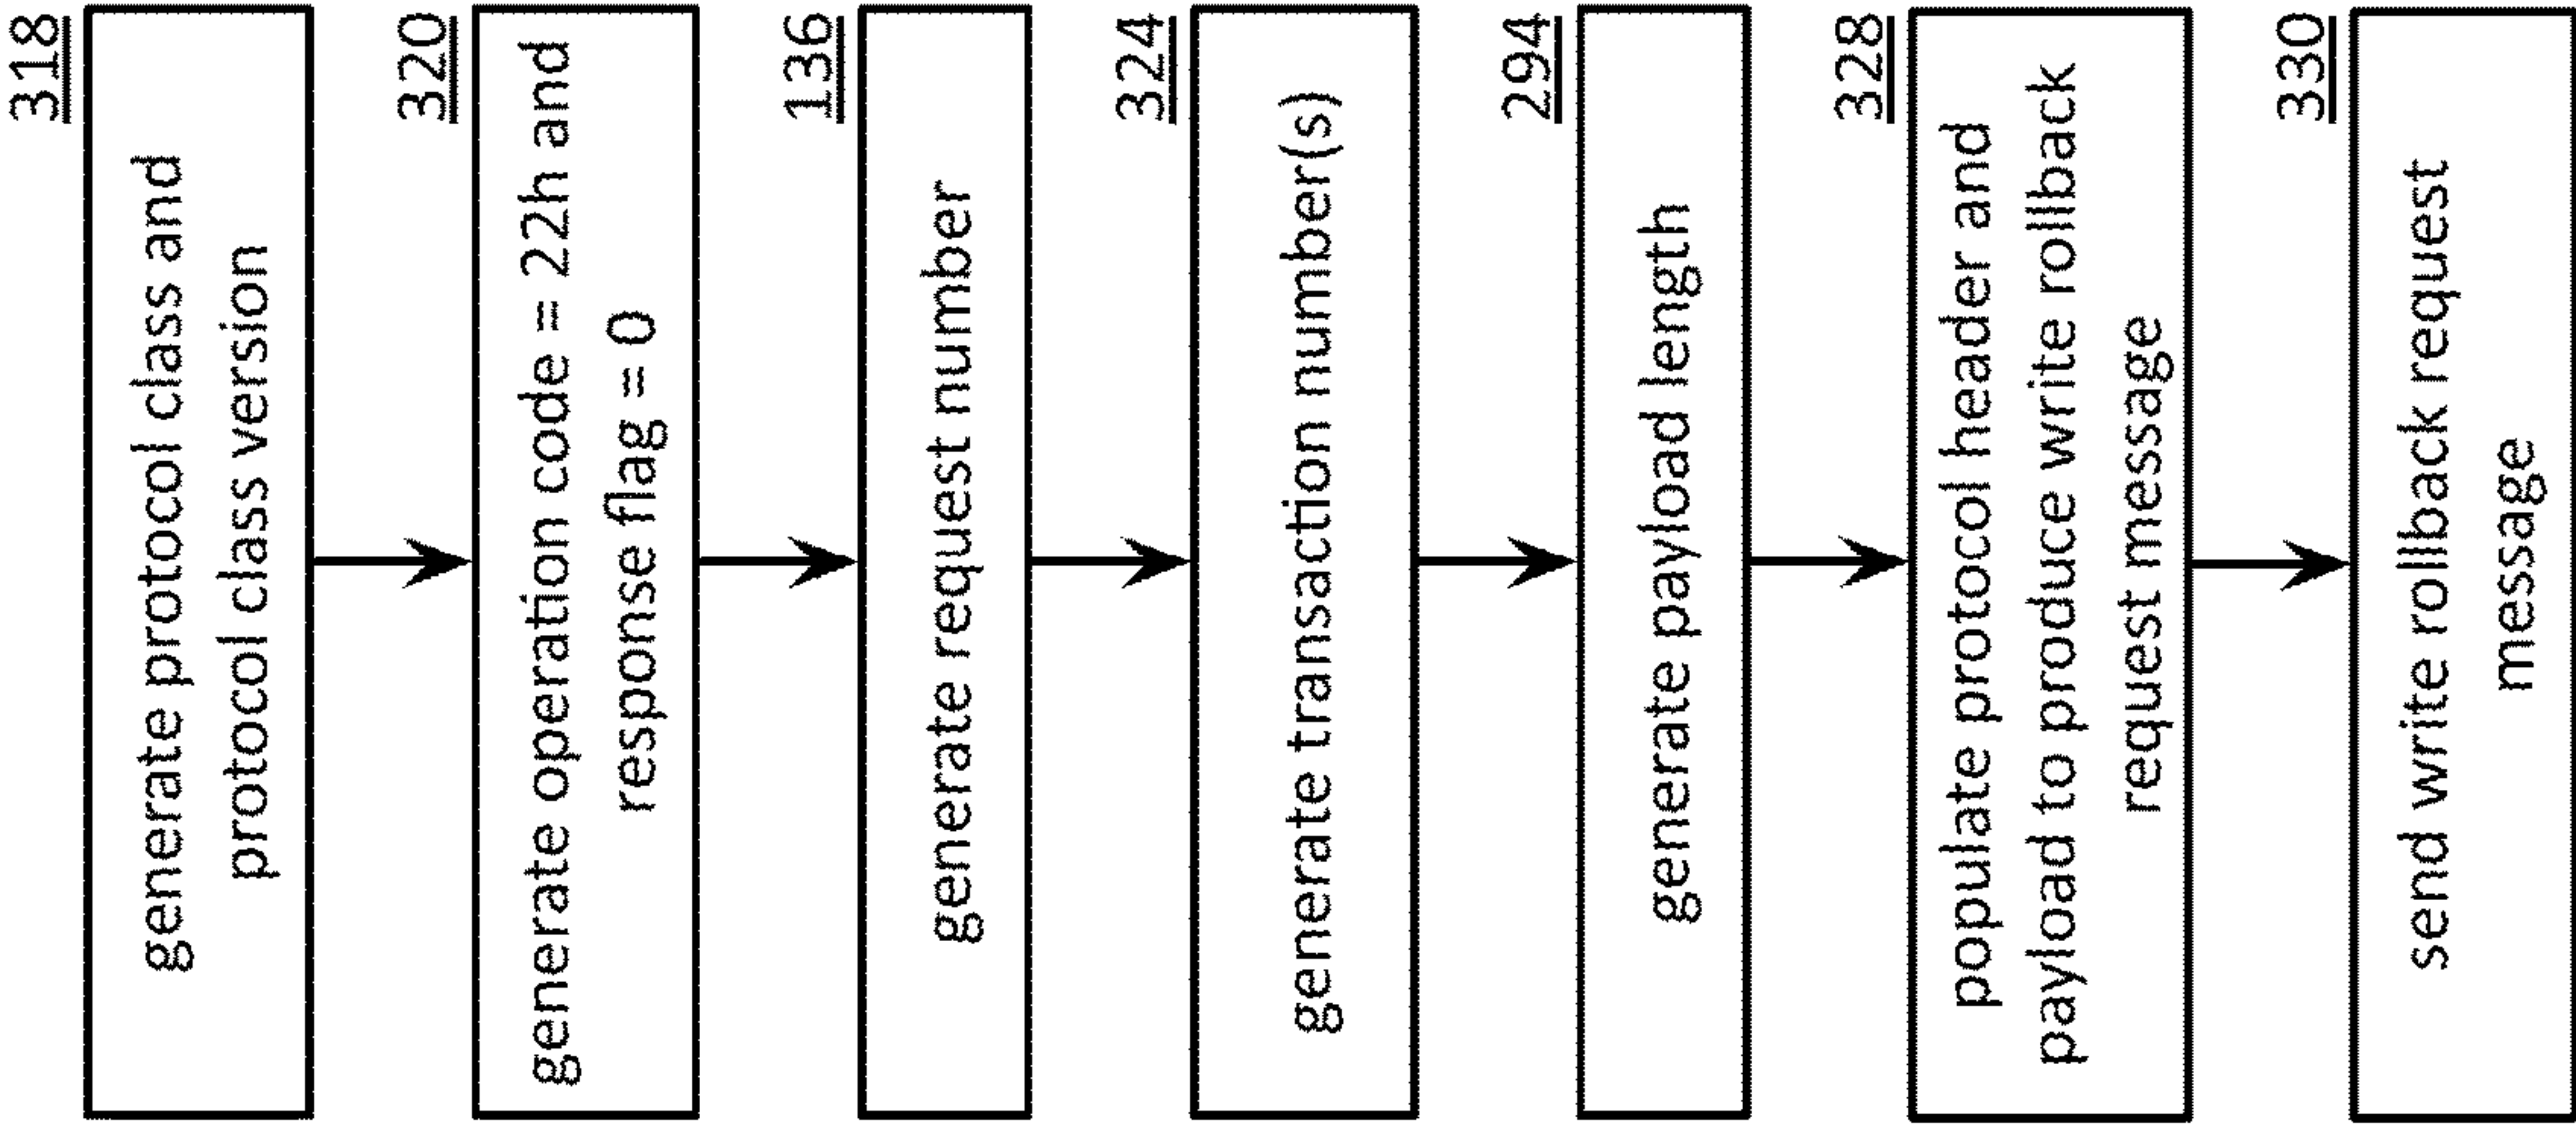 318
generate protocol class and
protocol class version
320
generate operation code = 22h and
response flag = 0
136
generate request number
324
generate transaction number(s)
294
generate payload length
328
populate protocol header and
payload to produce write rollback
request message
330
send write rollback request
message